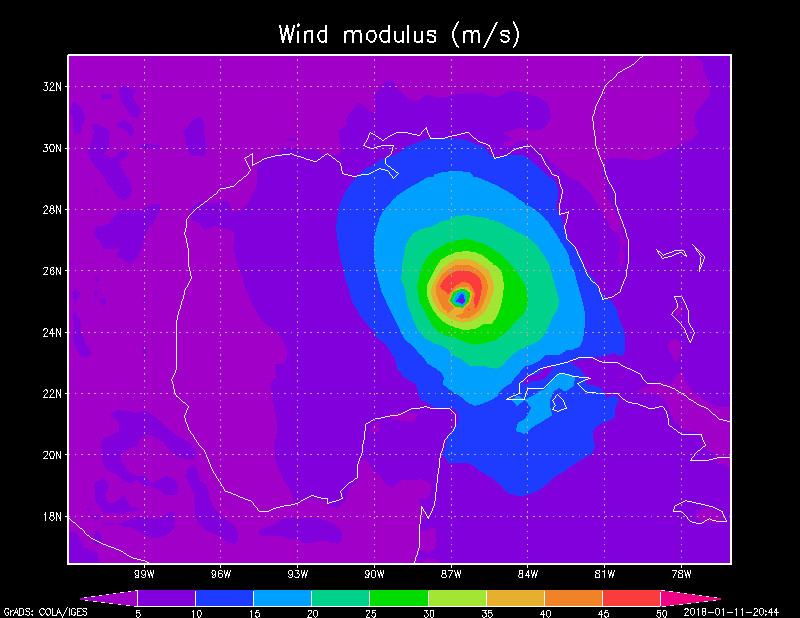 Wind modulus (m/s)
32N
30N
28N
26N
24N
22N
20N
18N
99W 96W 93W 90W 87W 84W 81W 78W
5 10 15 20 25 30 35 40 45 50
GrADS: COLA/IGES 2018-01-11-20:44